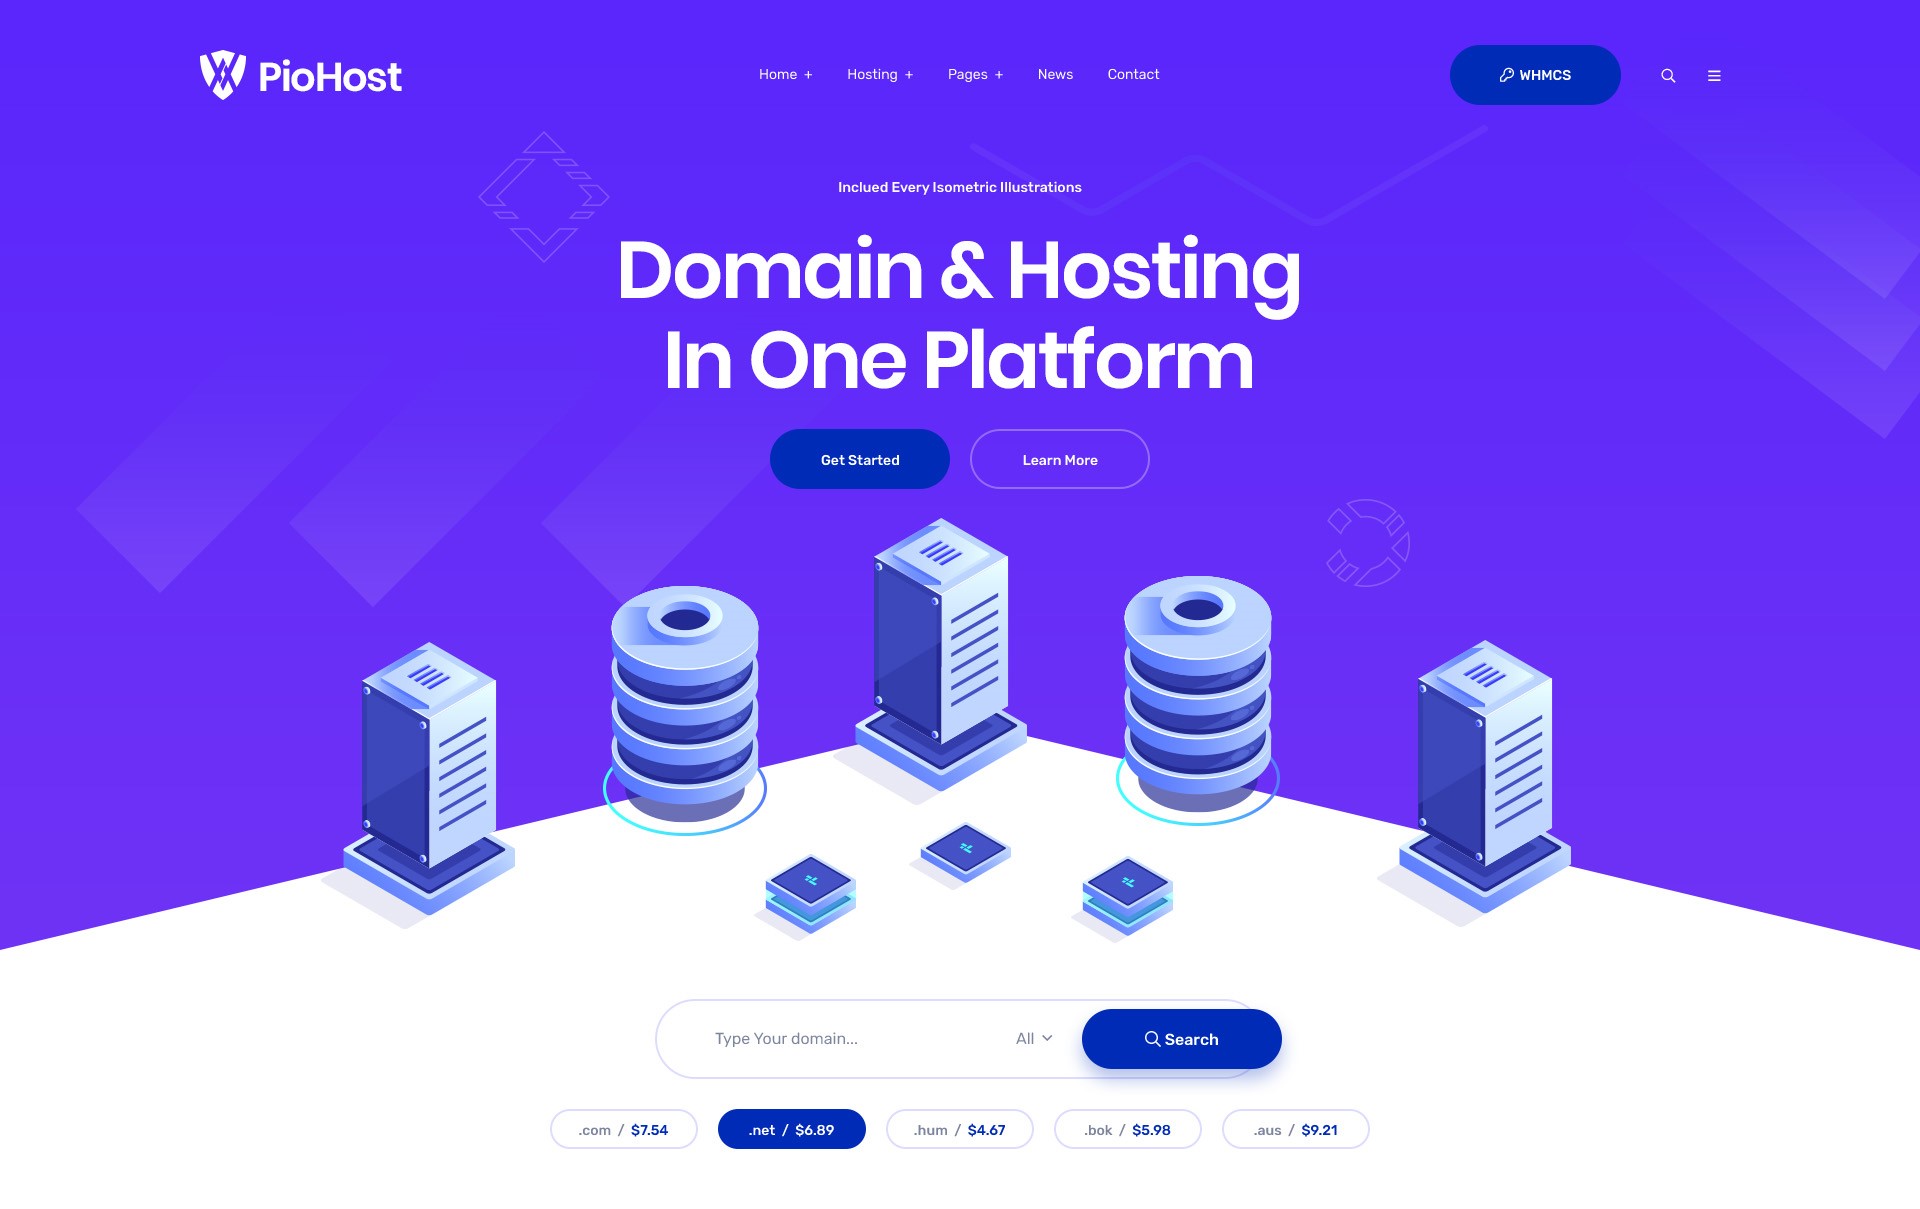 PioHost
Home + Hosting + Pages + News Contact
WHMCS
Inclued Every Isometric Illustrations
Domain & Hosting
In One Platform
Get Started Learn More
Type Your domain... All Search
.com / $7.54 .net / $6.89 .hum / $4.67 .bok / $5.98 .aus / $9.21